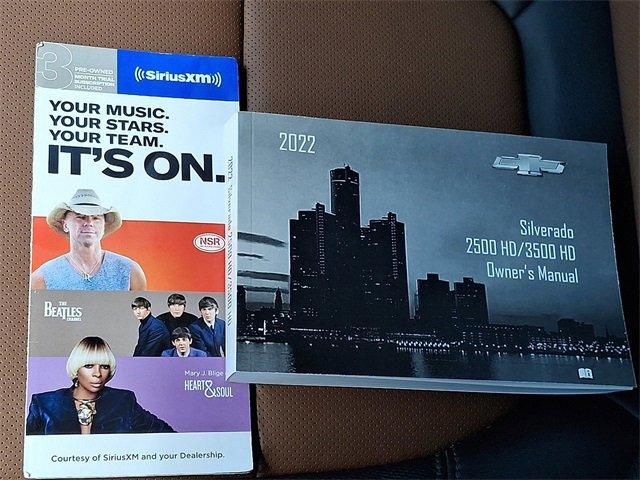 3
PRE-OWNED
MONTH TRIAL
SUBSCRIPTION
INCLUDED
((SiriusXM))
YOUR MUSIC.
YOUR STARS.
YOUR TEAM.
IT'S ON.
NSR
THE
BEATLES
CHANNEL
Mary J. Blige
HEART & SOUL
Courtesy of SiriusXM and your Dealership.
2022
Silverado
2500 HD/3500 HD
Owner's Manual